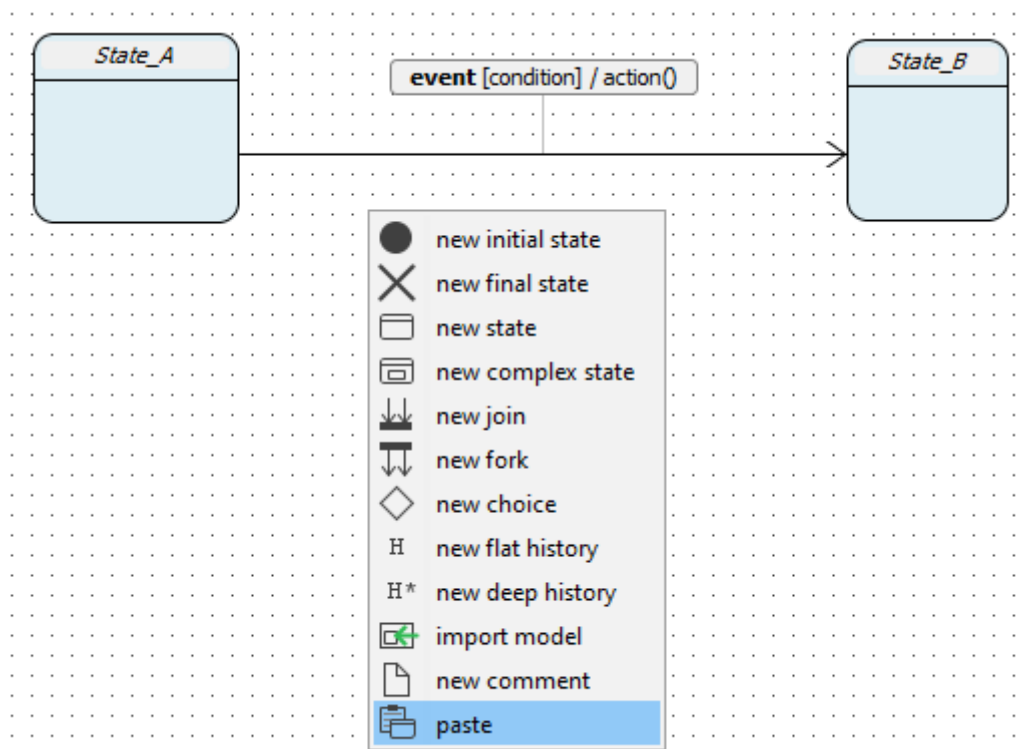 State_A
event [condition] / action()
State_B
new initial state
new final state
new state
new complex state
new join
new fork
new choice
H new flat history
H* new deep history
import model
new comment
paste